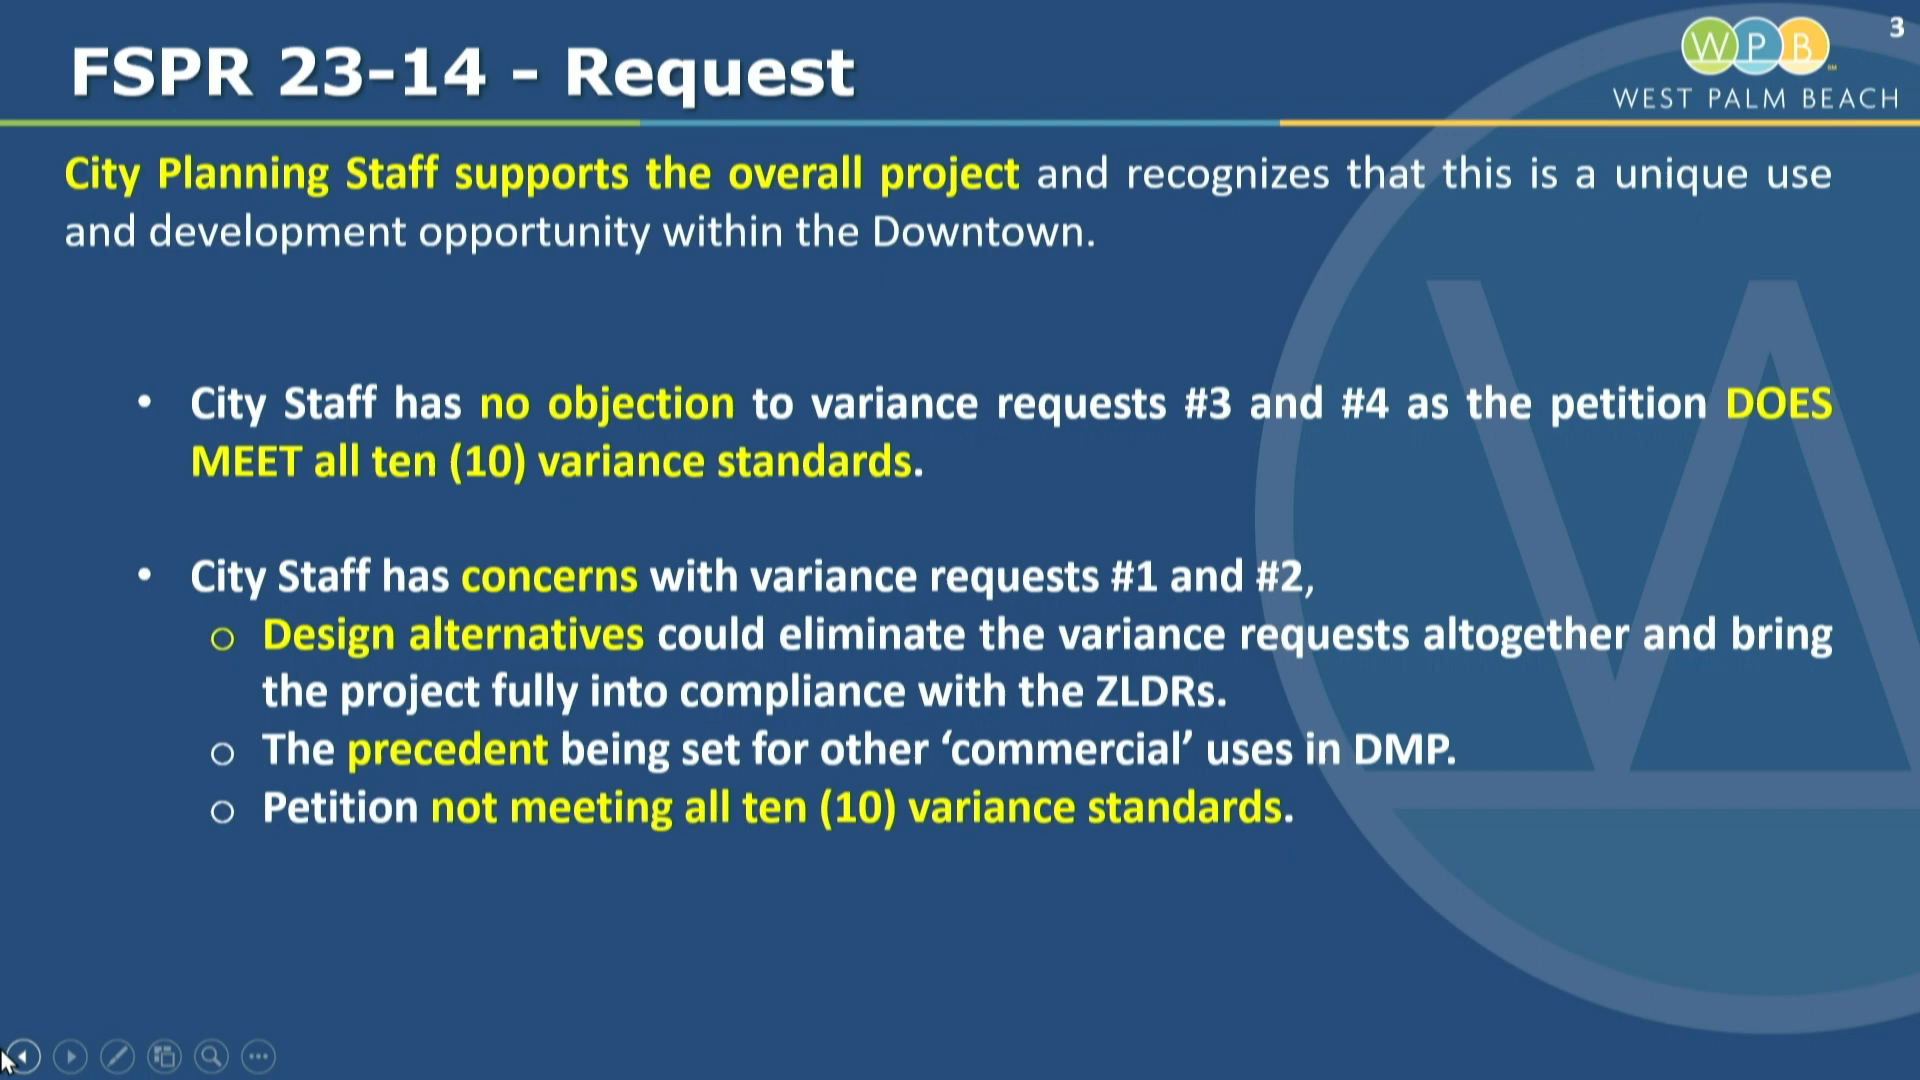 3
FSPR 23-14 - Request
WPB
WEST PALM BEACH
City Planning Staff supports the overall project and recognizes that this is a unique use
and development opportunity within the Downtown.
• City Staff has no objection to variance requests #3 and #4 as the petition DOES
MEET all ten (10) variance standards.
• City Staff has concerns with variance requests #1 and #2,
o Design alternatives could eliminate the variance requests altogether and bring
the project fully into compliance with the ZLDRs.
o The precedent being set for other ‘commercial’ uses in DMP.
o Petition not meeting all ten (10) variance standards.